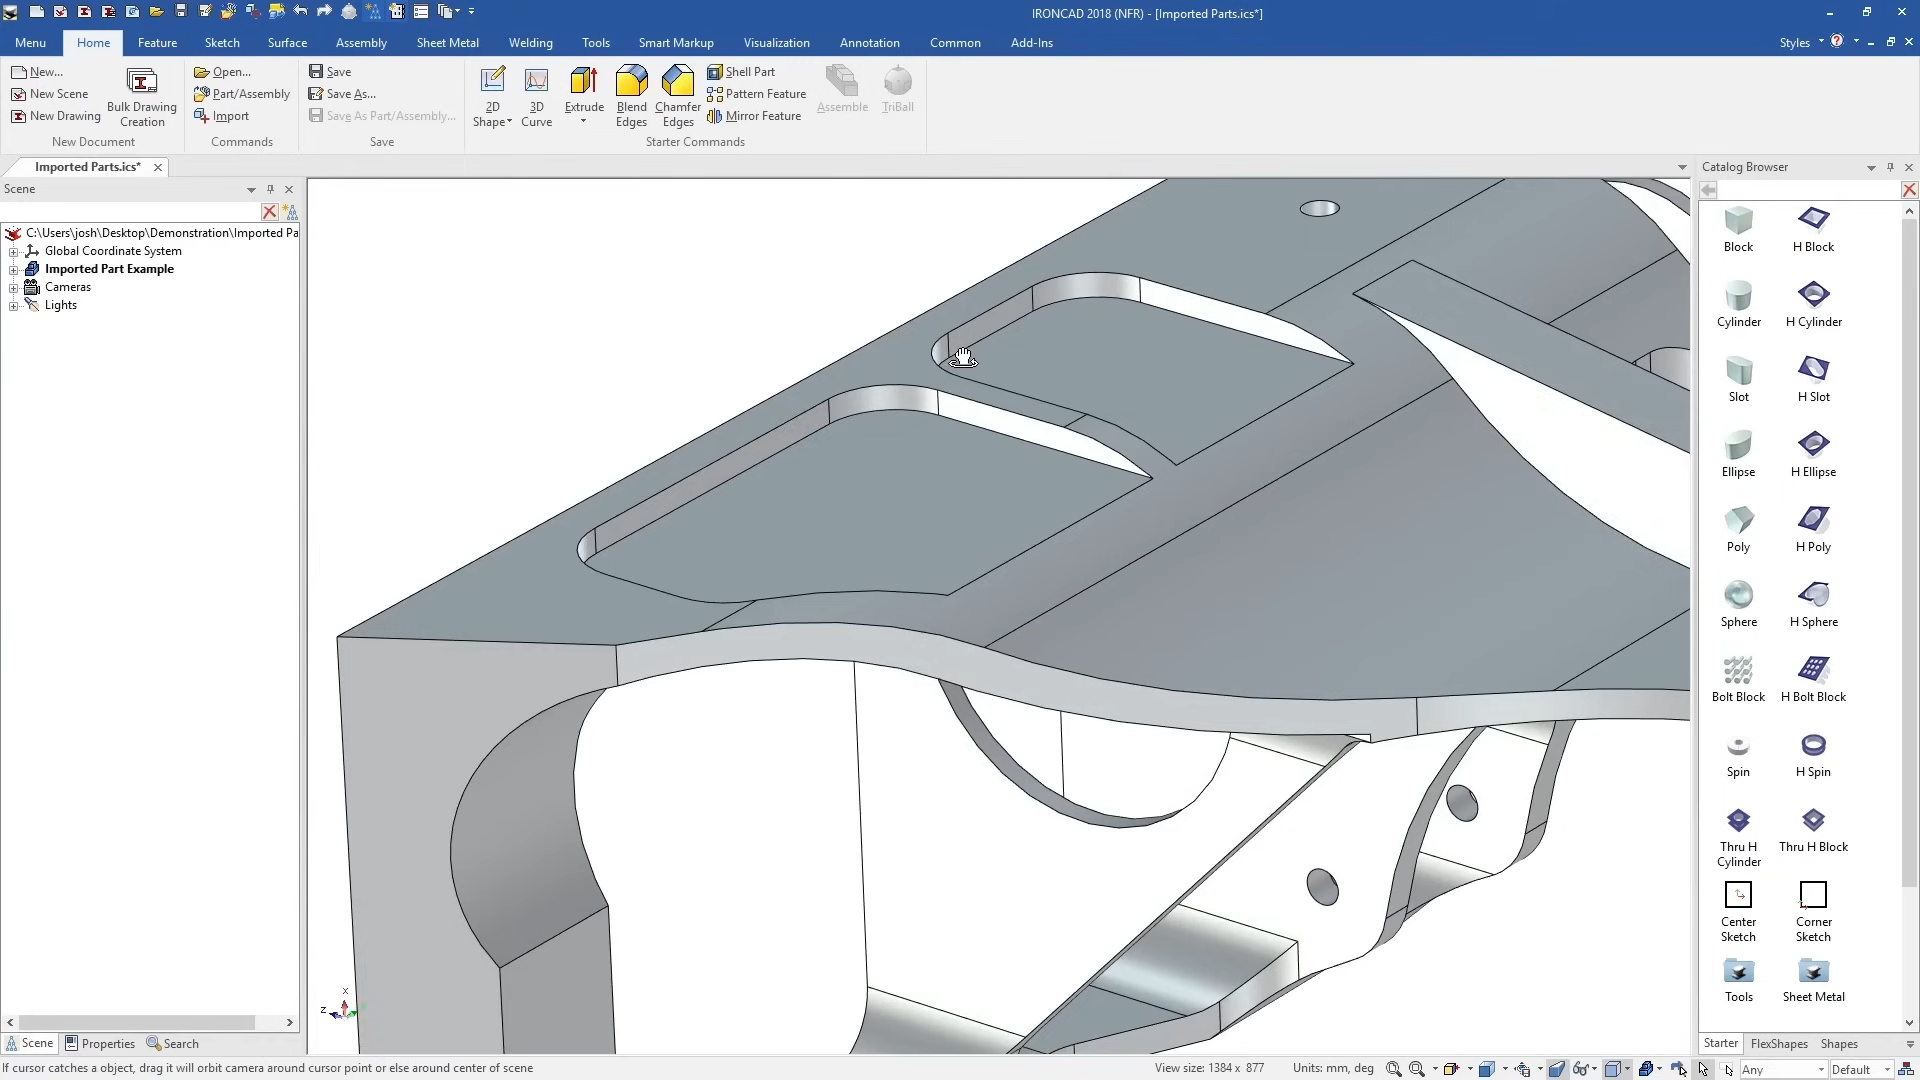 IRONCAD 2018 (NFR) - [Imported Parts.ics*]
Menu Home Feature Sketch Surface Assembly Sheet Metal Welding Tools Smart Markup Visualization Annotation Common Add-Ins Styles
New...
New Scene
New Drawing
Bulk Drawing Creation
New Document
Open...
Part/Assembly
Import
Commands
Save
Save As...
Save As Part/Assembly...
Save
2D Shape
3D Curve
Extrude
Blend Edges
Chamfer Edges
Shell Part
Pattern Feature
Mirror Feature
Assemble
TriBall
Starter Commands
Imported Parts.ics*
Scene
C:\Users\josh\Desktop\Demonstration\Imported Pa
Global Coordinate System
Imported Part Example
Cameras
Lights
Scene Properties Search
X
Z
Catalog Browser
Block H Block
Cylinder H Cylinder
Slot H Slot
Ellipse H Ellipse
Poly H Poly
Sphere H Sphere
Bolt Block H Bolt Block
Spin H Spin
Thru H Cylinder Thru H Block
Center Sketch Corner Sketch
Tools Sheet Metal
Starter FlexShapes Shapes
If cursor catches a object, drag it will orbit camera around cursor point or else around center of scene
View size: 1384 x 877
Units: mm, deg
Any
Default